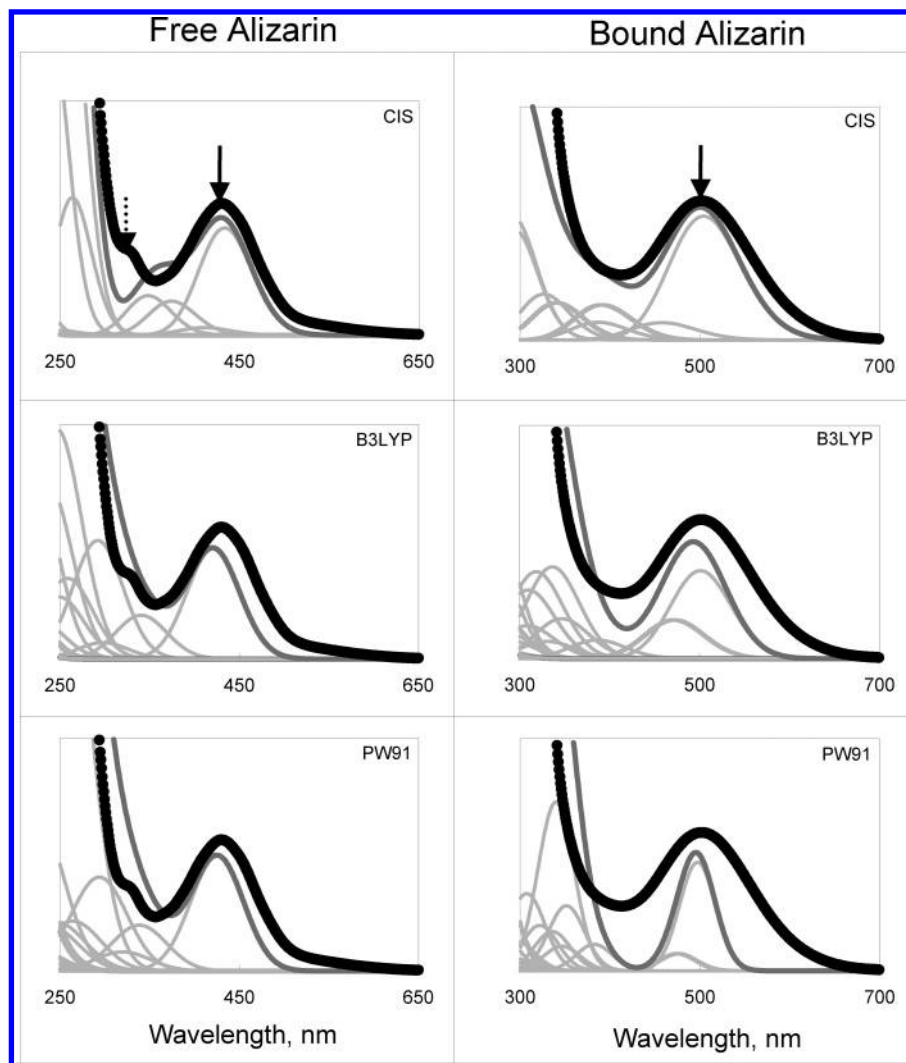 Free Alizarin
Bound Alizarin
CIS
CIS
250 450 650
300 500 700
B3LYP
B3LYP
250 450 650
300 500 700
PW91
PW91
250 450 650
300 500 700
Wavelength, nm
Wavelength, nm